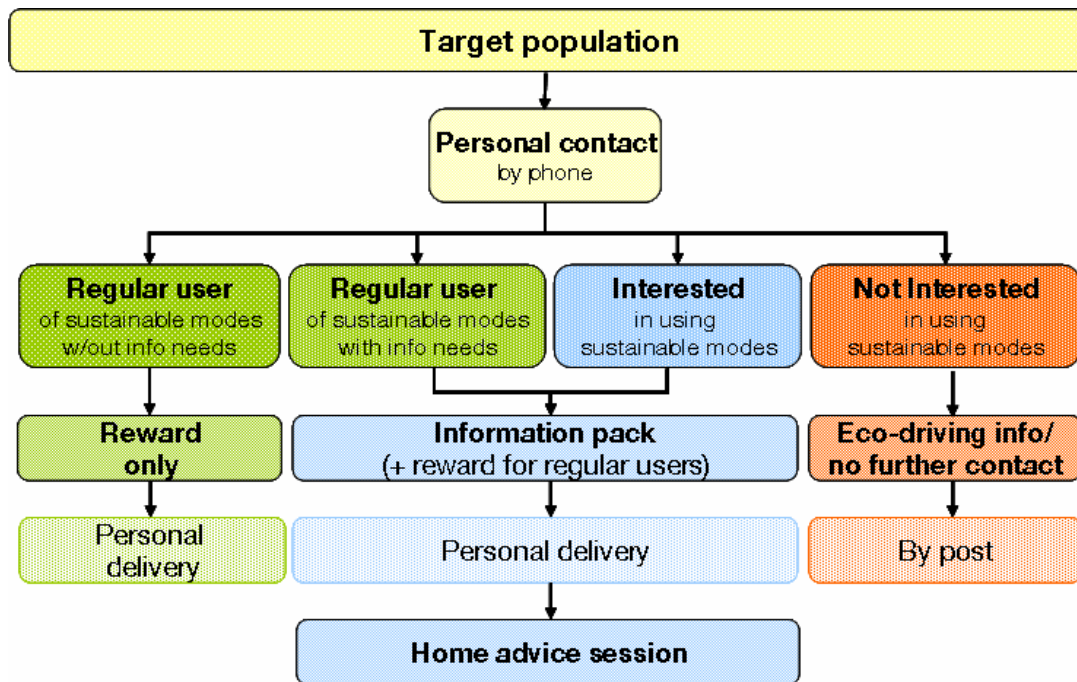 Target population
Personal contact
by phone
Regular user
of sustainable modes
w/out info needs
Regular user
of sustainable modes
with info needs
Interested
in using
sustainable modes
Not Interested
in using
sustainable modes
Reward
only
Information pack
(+ reward for regular users)
Eco-driving info/
no further contact
Personal
delivery
Personal delivery
By post
Home advice session